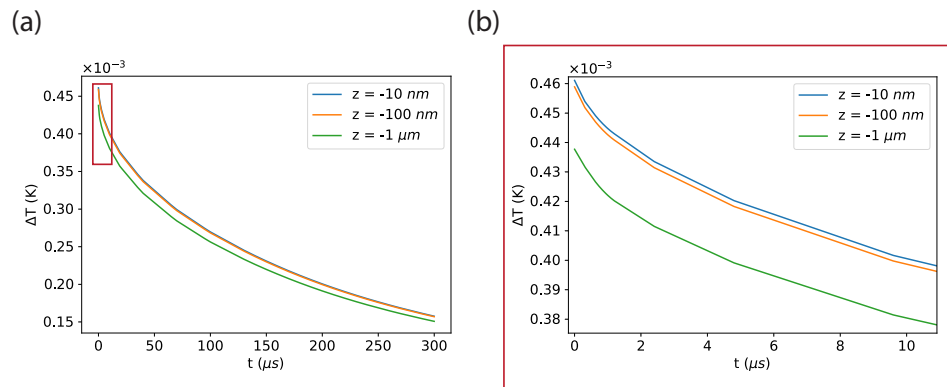 (a)
×10⁻³
0.45
0.40
0.35
0.30
0.25
0.20
0.15
ΔT (K)
0 50 100 150 200 250 300
t (μs)
z = -10 nm
z = -100 nm
z = -1 μm
(b)
×10⁻³
0.46
0.45
0.44
0.43
0.42
0.41
0.40
0.39
0.38
ΔT (K)
0 2 4 6 8 10
t (μs)
z = -10 nm
z = -100 nm
z = -1 μm